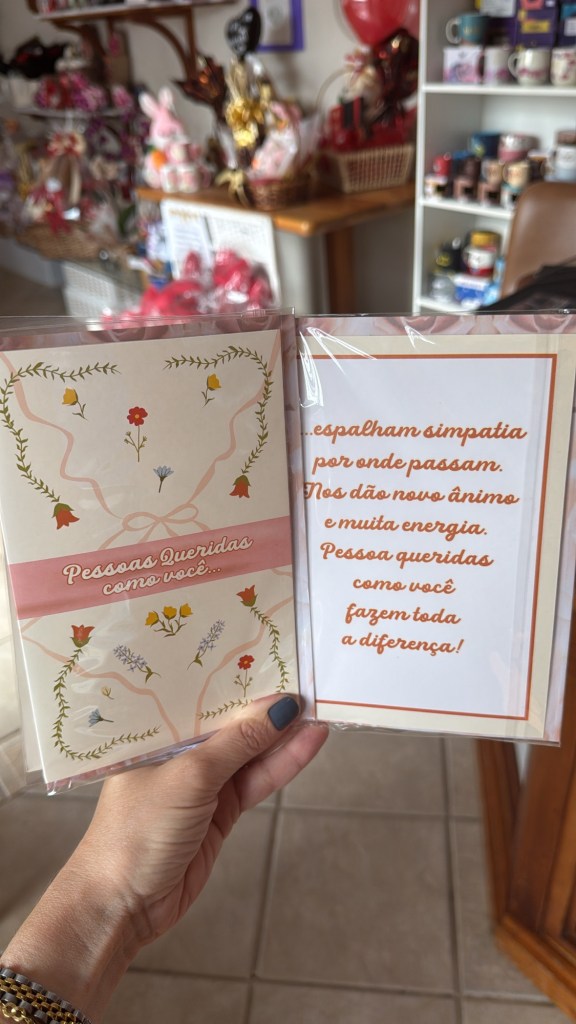 Pessoas Queridas
como você...
...espalham simpatia
por onde passam.
Nos dão novo ânimo
e muita energia.
Pessoa queridas
como você
fazem toda
a diferença!